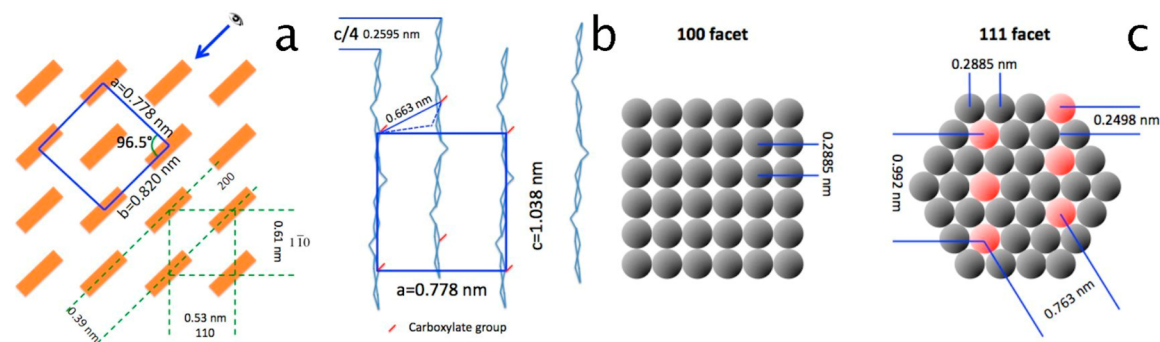 a
a=0.778 nm
96.5°
b=0.820 nm
200
0.61 nm
1̄10
0.39 nm
0.53 nm
110
c/4
0.2595 nm
0.663 nm
c=1.038 nm
a=0.778 nm
Carboxylate group
b
100 facet
0.2885 nm
111 facet
c
0.2885 nm
0.2498 nm
0.992 nm
0.763 nm